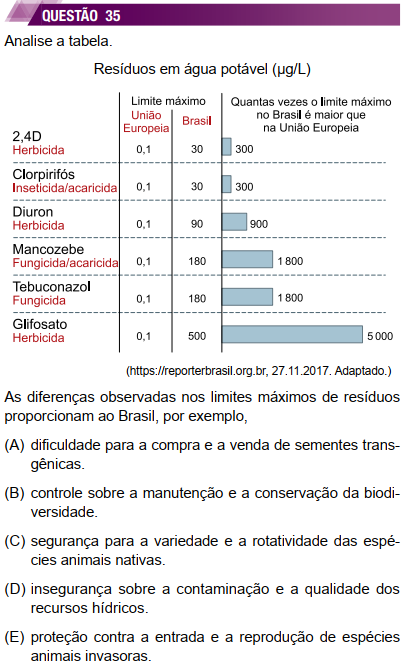 QUESTÃO 35
Analise a tabela.
Resíduos em água potável (µg/L)
Limite máximo
União Europeia
Brasil
Quantas vezes o limite máximo
no Brasil é maior que
na União Europeia
2,4D
Herbicida 0,1 30 300
Clorpirifós
Inseticida/acaricida 0,1 30 300
Diuron
Herbicida 0,1 90 900
Mancozebe
Fungicida/acaricida 0,1 180 1 800
Tebuconazol
Fungicida 0,1 180 1 800
Glifosato
Herbicida 0,1 500 5 000
(https://reporterbrasil.org.br, 27.11.2017. Adaptado.)
As diferenças observadas nos limites máximos de resíduos
proporcionam ao Brasil, por exemplo,
(A) dificuldade para a compra e a venda de sementes trans-
gênicas.
(B) controle sobre a manutenção e a conservação da biodi-
versidade.
(C) segurança para a variedade e a rotatividade das espé-
cies animais nativas.
(D) insegurança sobre a contaminação e a qualidade dos
recursos hídricos.
(E) proteção contra a entrada e a reprodução de espécies
animais invasoras.